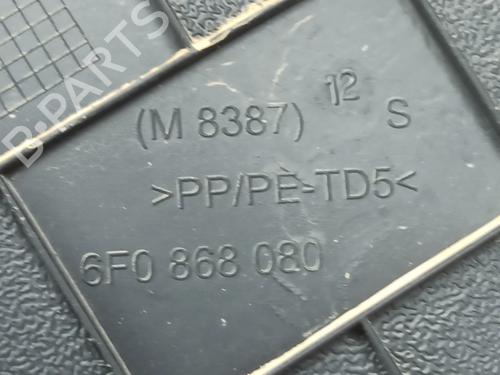 B-PARTS
(M 8387) 12 S
>PP/PE-TD5<
6F0 868 080